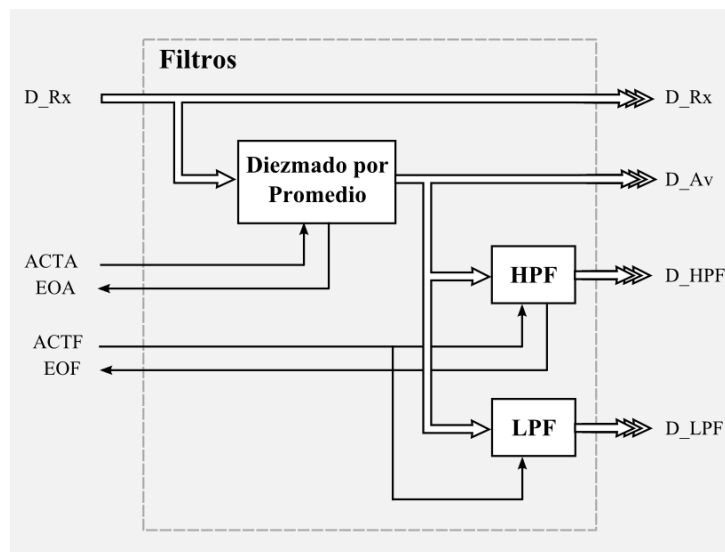 Filtros
D_Rx
D_Rx
Diezmado por
Promedio
D_Av
ACTA
EOA
HPF
D_HPF
ACTF
EOF
LPF
D_LPF